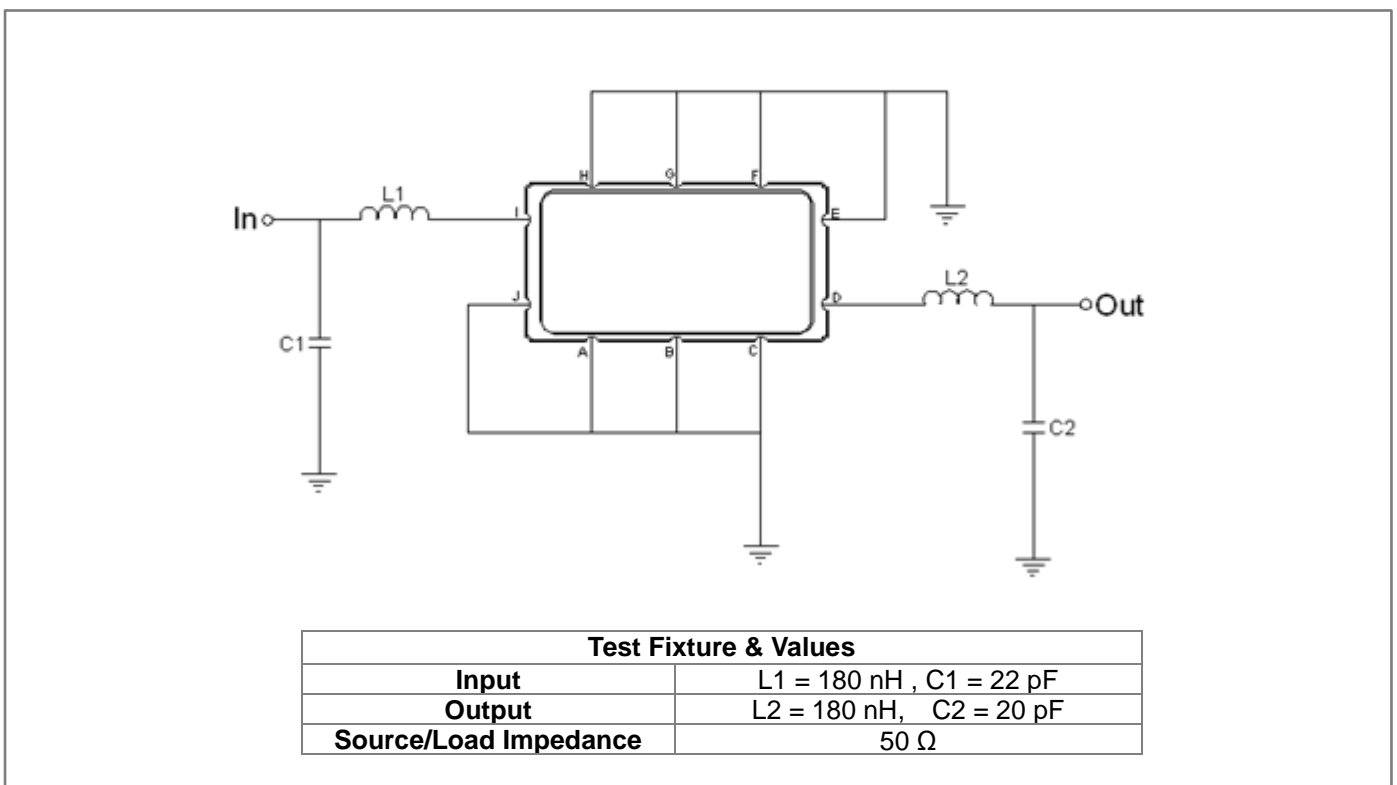 H G F
L1
In I E
L2
J D Out
C1 A B C
C2
Test Fixture & Values
Input L1 = 180 nH , C1 = 22 pF
Output L2 = 180 nH, C2 = 20 pF
Source/Load Impedance 50 Ω